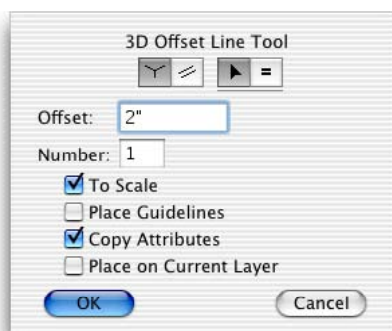 3D Offset Line Tool
=
Offset: 2"
Number: 1
To Scale
Place Guidelines
Copy Attributes
Place on Current Layer
OK Cancel